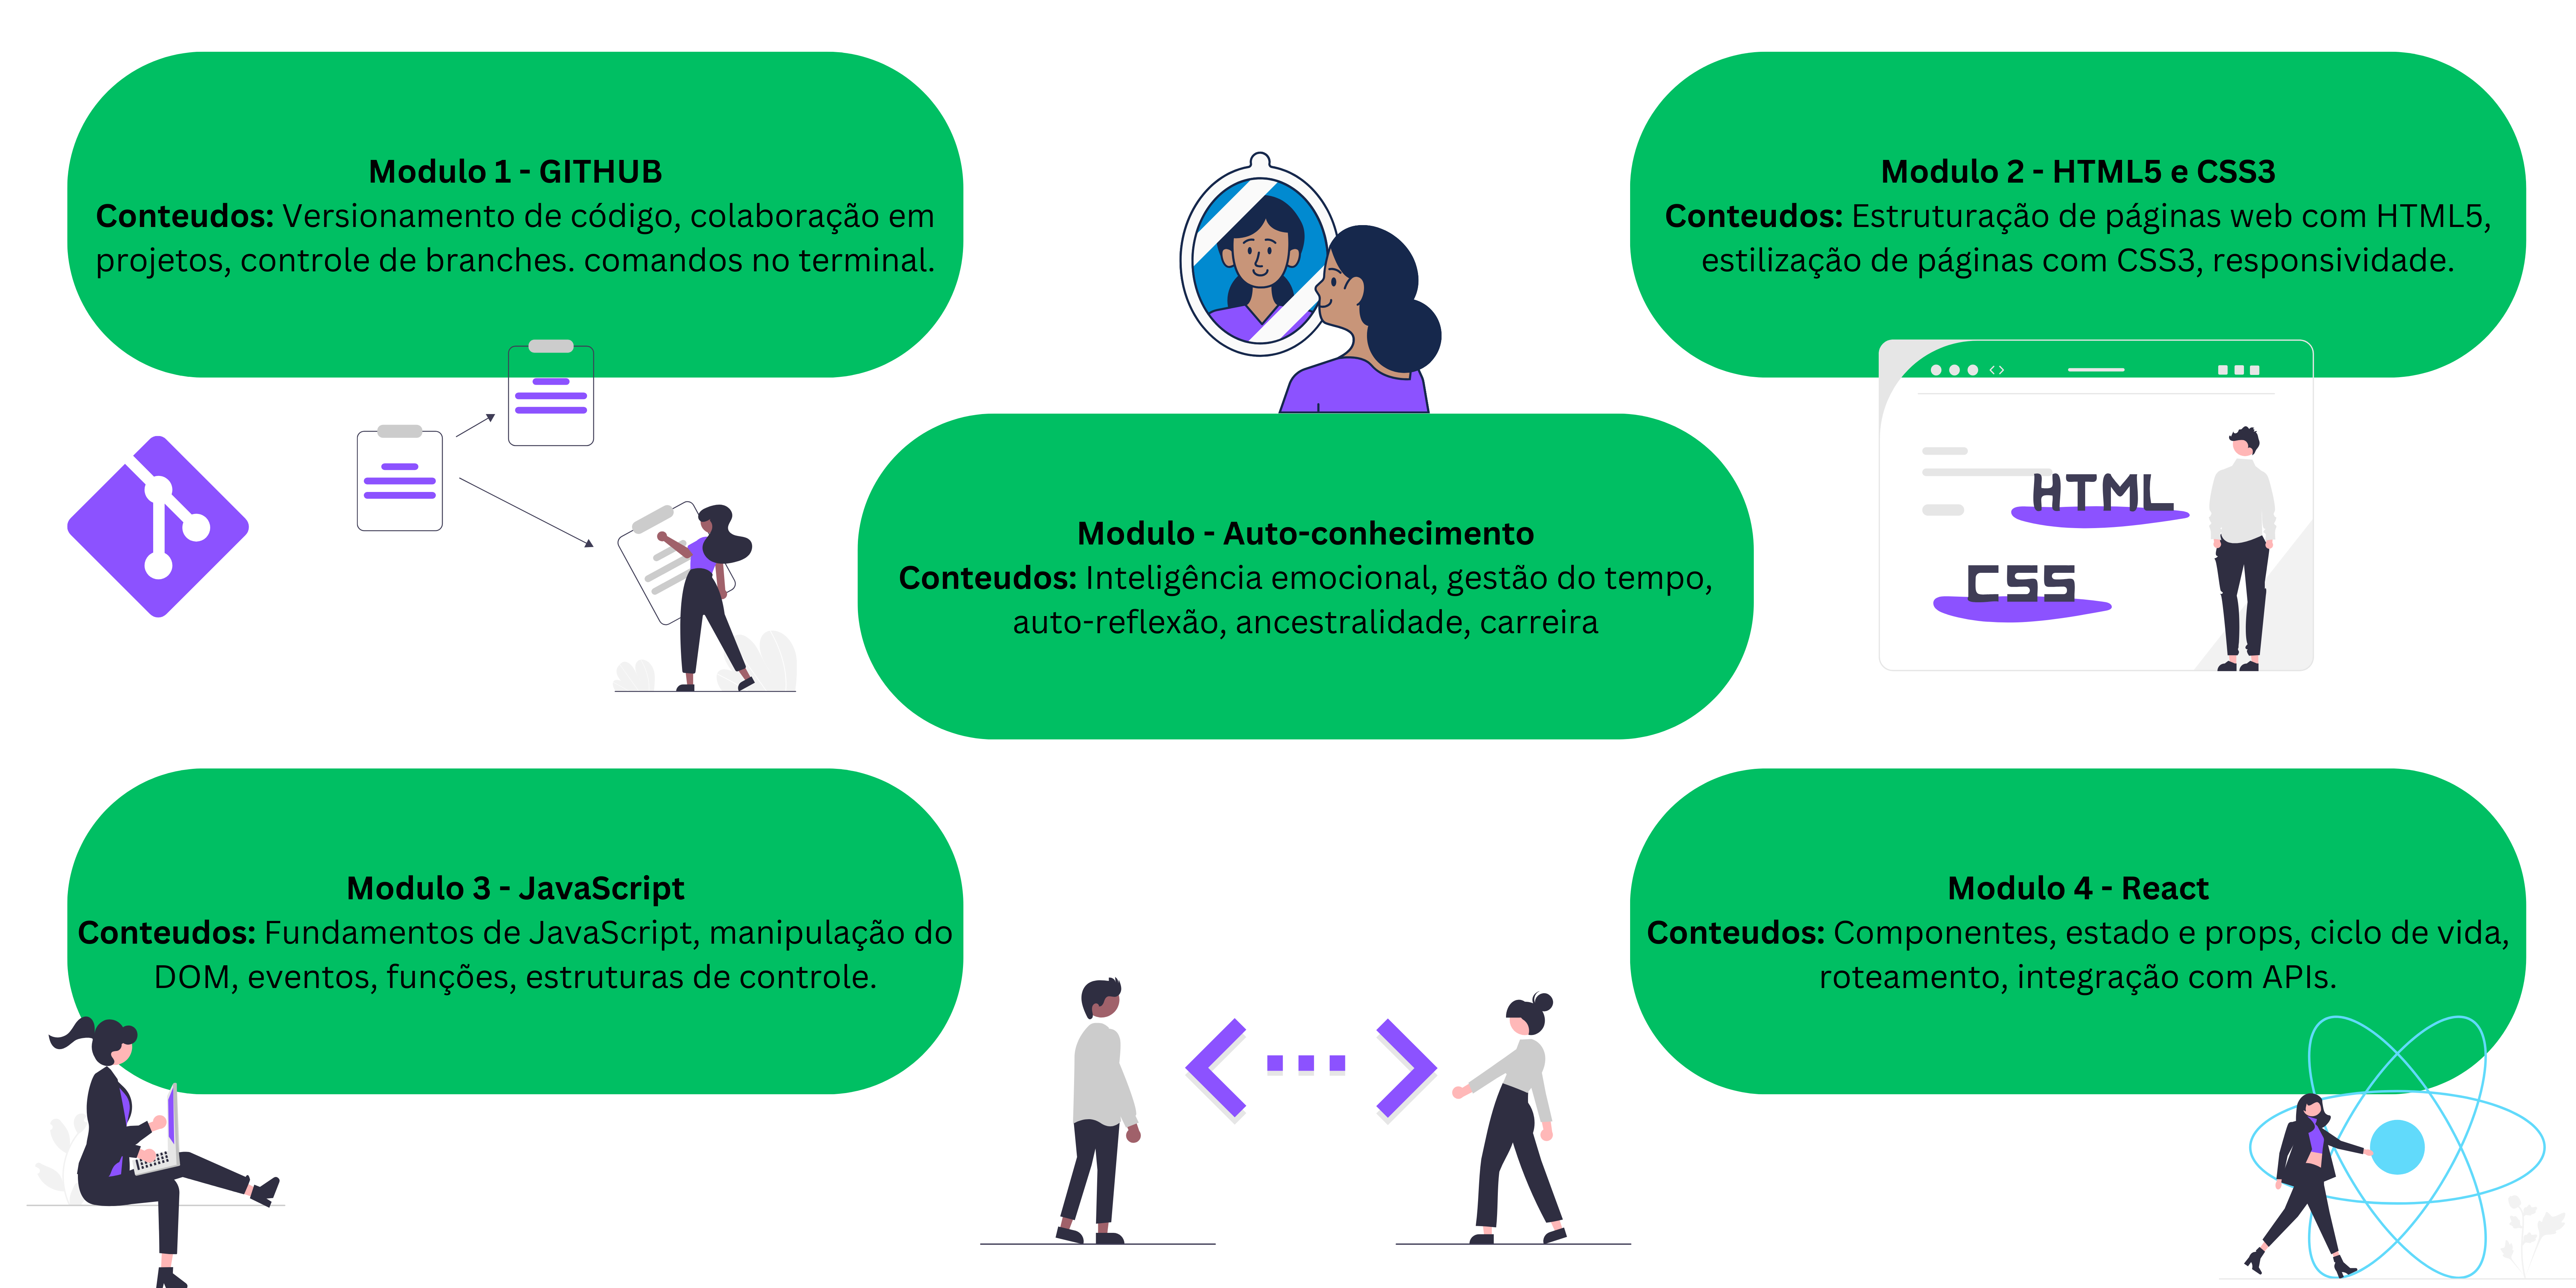 Modulo 1 - GITHUB
Conteudos: Versionamento de código, colaboração em
projetos, controle de branches. comandos no terminal.
Modulo 2 - HTML5 e CSS3
Conteudos: Estruturação de páginas web com HTML5,
estilização de páginas com CSS3, responsividade.
HTML
CSS
Modulo - Auto-conhecimento
Conteudos: Inteligência emocional, gestão do tempo,
auto-reflexão, ancestralidade, carreira
Modulo 3 - JavaScript
Conteudos: Fundamentos de JavaScript, manipulação do
DOM, eventos, funções, estruturas de controle.
Modulo 4 - React
Conteudos: Componentes, estado e props, ciclo de vida,
roteamento, integração com APIs.